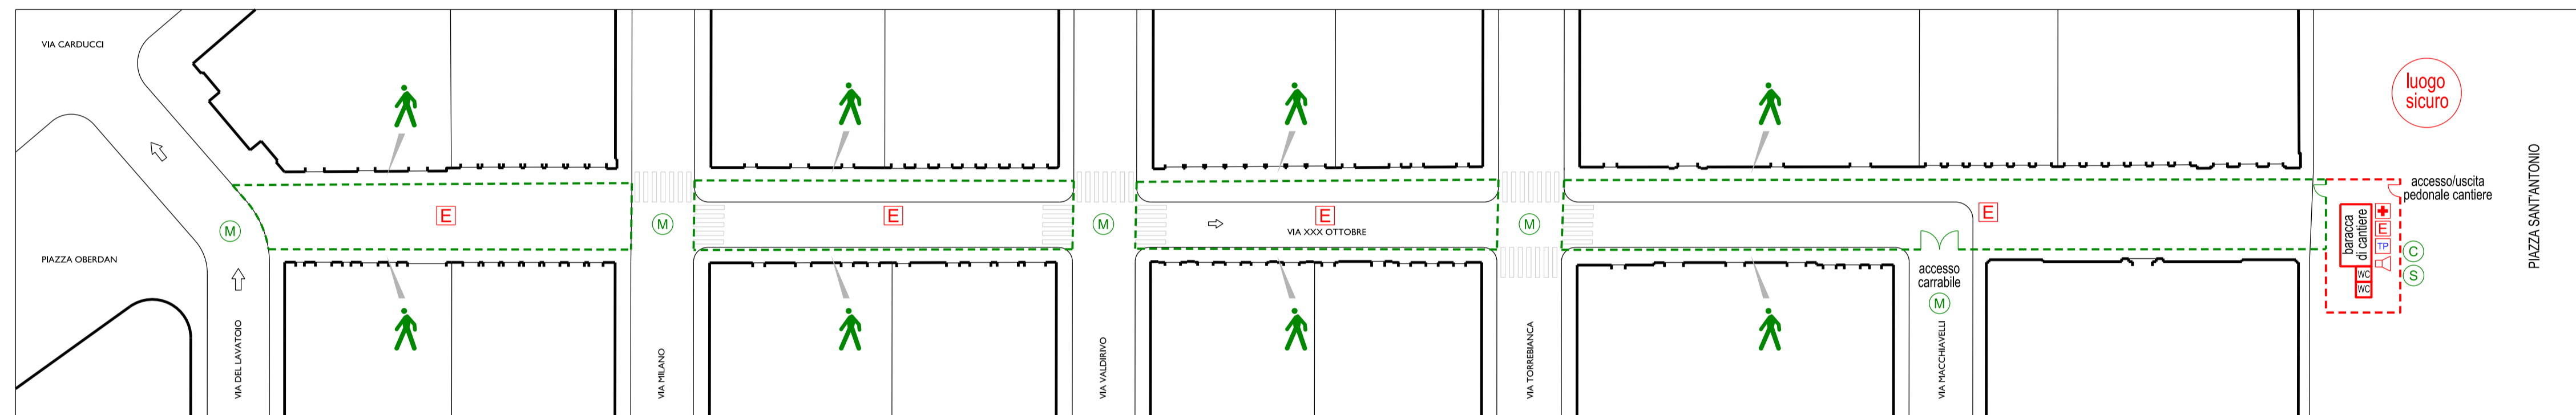 VIA CARDUCCI
luogo
sicuro
accesso/uscita
pedonale cantiere
E
E
E
E
M
M
M
M
VIA XXX OTTOBRE
PIAZZA OBERDAN
accesso
carrabile
M
baracca
di cantiere
E
TP
WC
WC
C
S
PIAZZA SANT'ANTONIO
VIA DEL LAVATOIO
VIA MILANO
VIA VALDIRIVO
VIA TORREBIANCA
VIA MACCHIAVELLI